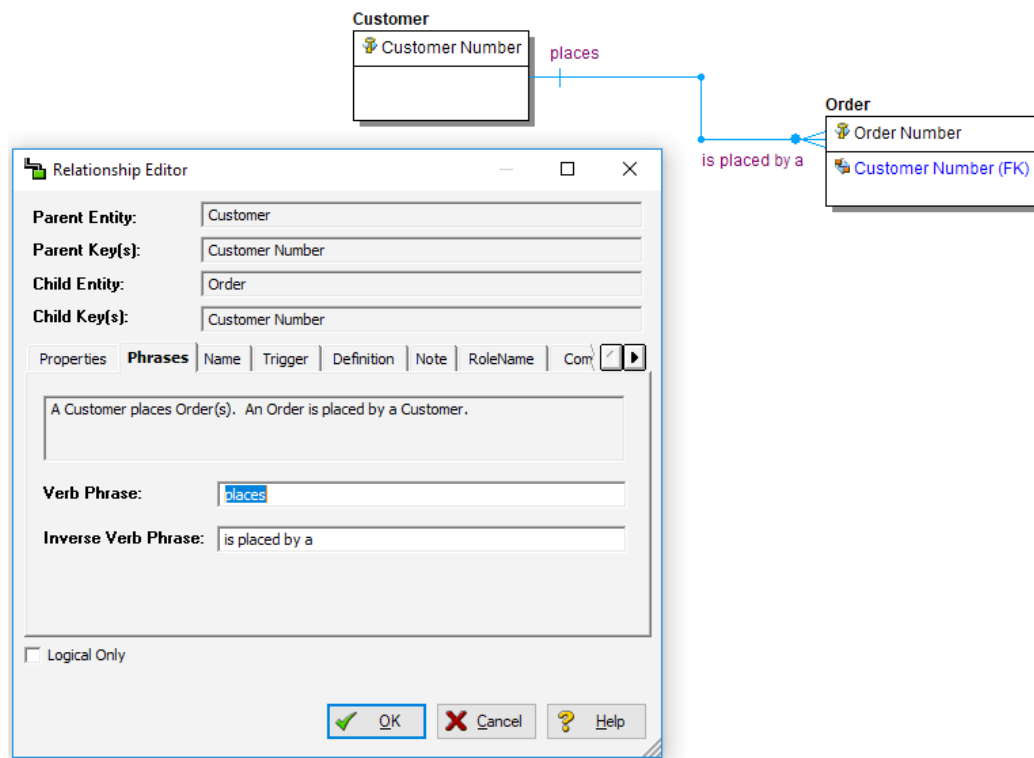 Customer
Customer Number
places
Order
Order Number
is placed by a
Customer Number (FK)
Relationship Editor
Parent Entity: Customer
Parent Key(s): Customer Number
Child Entity: Order
Child Key(s): Customer Number
Properties Phrases Name Trigger Definition Note RoleName Com
A Customer places Order(s). An Order is placed by a Customer.
Verb Phrase: places
Inverse Verb Phrase: is placed by a
Logical Only
OK Cancel Help